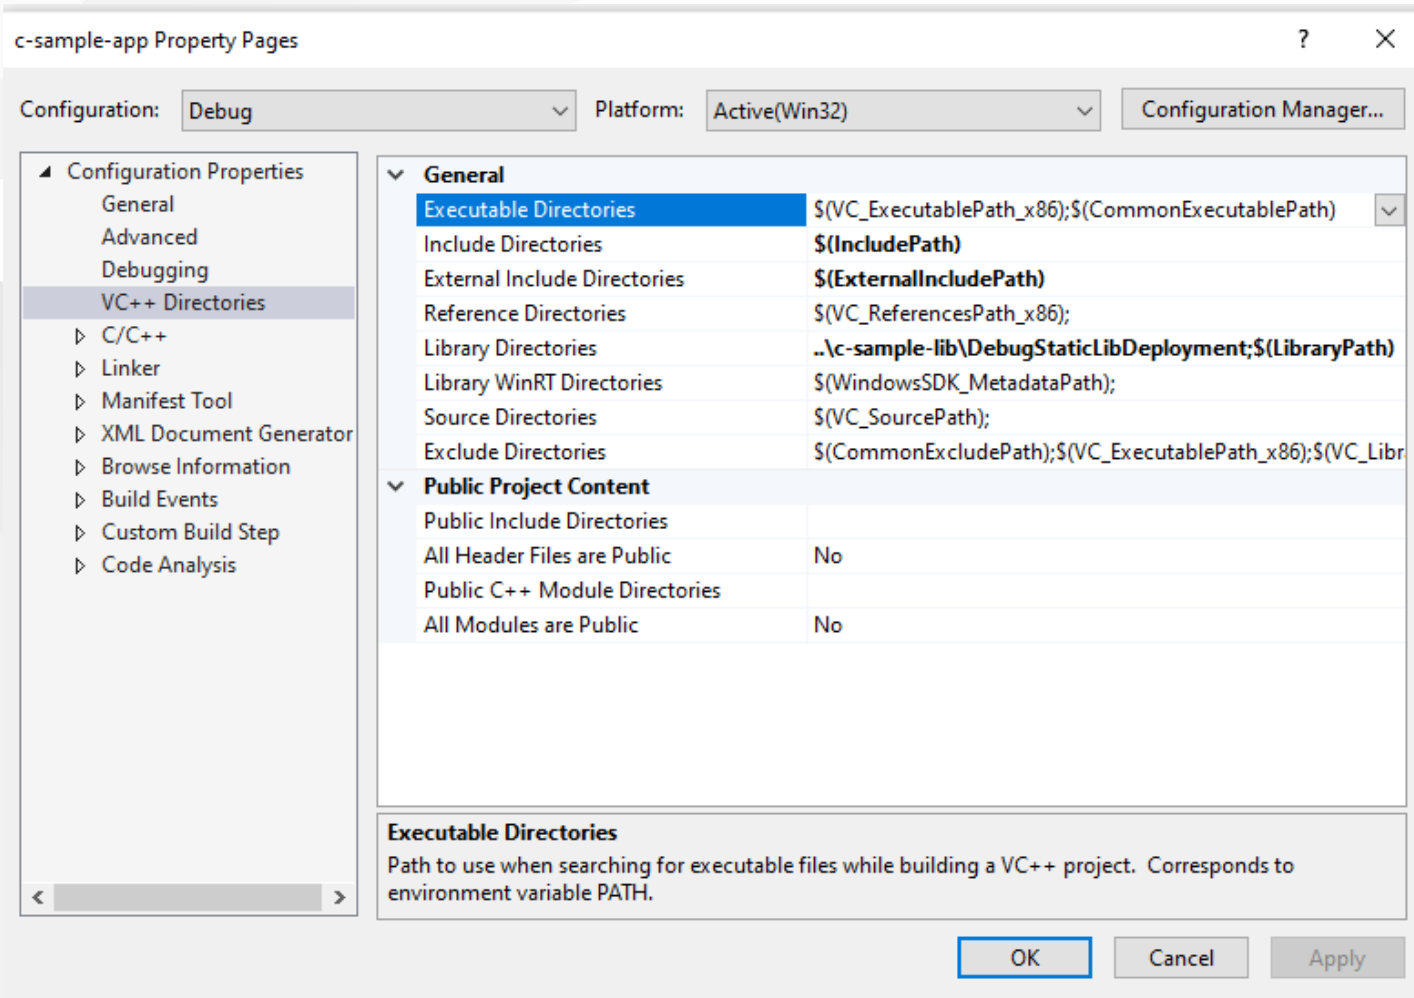 c-sample-app Property Pages
?
Configuration:
Debug
Platform:
Active(Win32)
Configuration Manager...
Configuration Properties
General
Advanced
Debugging
VC++ Directories
C/C++
Linker
Manifest Tool
XML Document Generator
Browse Information
Build Events
Custom Build Step
Code Analysis
General
Executable Directories $(VC_ExecutablePath_x86);$(CommonExecutablePath)
Include Directories $(IncludePath)
External Include Directories $(ExternalIncludePath)
Reference Directories $(VC_ReferencesPath_x86);
Library Directories ..\c-sample-lib\DebugStaticLibDeployment;$(LibraryPath)
Library WinRT Directories $(WindowsSDK_MetadataPath);
Source Directories $(VC_SourcePath);
Exclude Directories $(CommonExcludePath);$(VC_ExecutablePath_x86);$(VC_Libr
Public Project Content
Public Include Directories
All Header Files are Public No
Public C++ Module Directories
All Modules are Public No
Executable Directories
Path to use when searching for executable files while building a VC++ project.  Corresponds to
environment variable PATH.
OK
Cancel
Apply